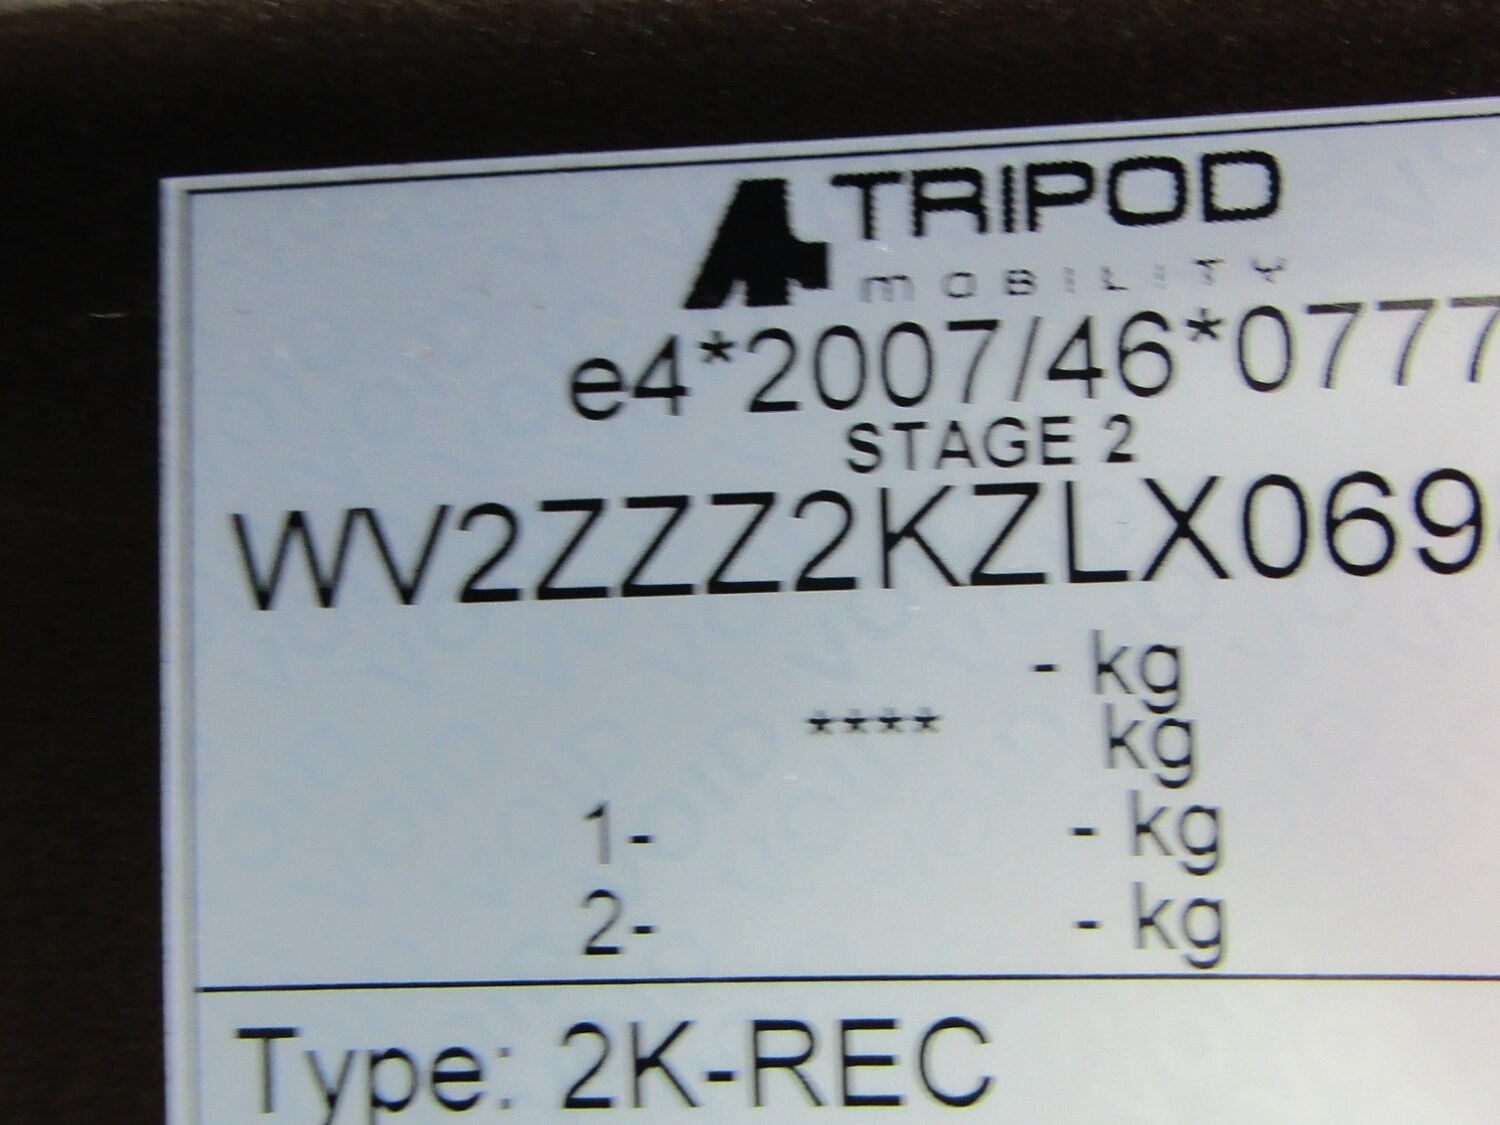 TRIPOD
mOBILITY
e4*2007/46*0777
STAGE 2
WV2ZZZ2KZLX069
- kg
**** kg
1- - kg
2- - kg
Type: 2K-REC